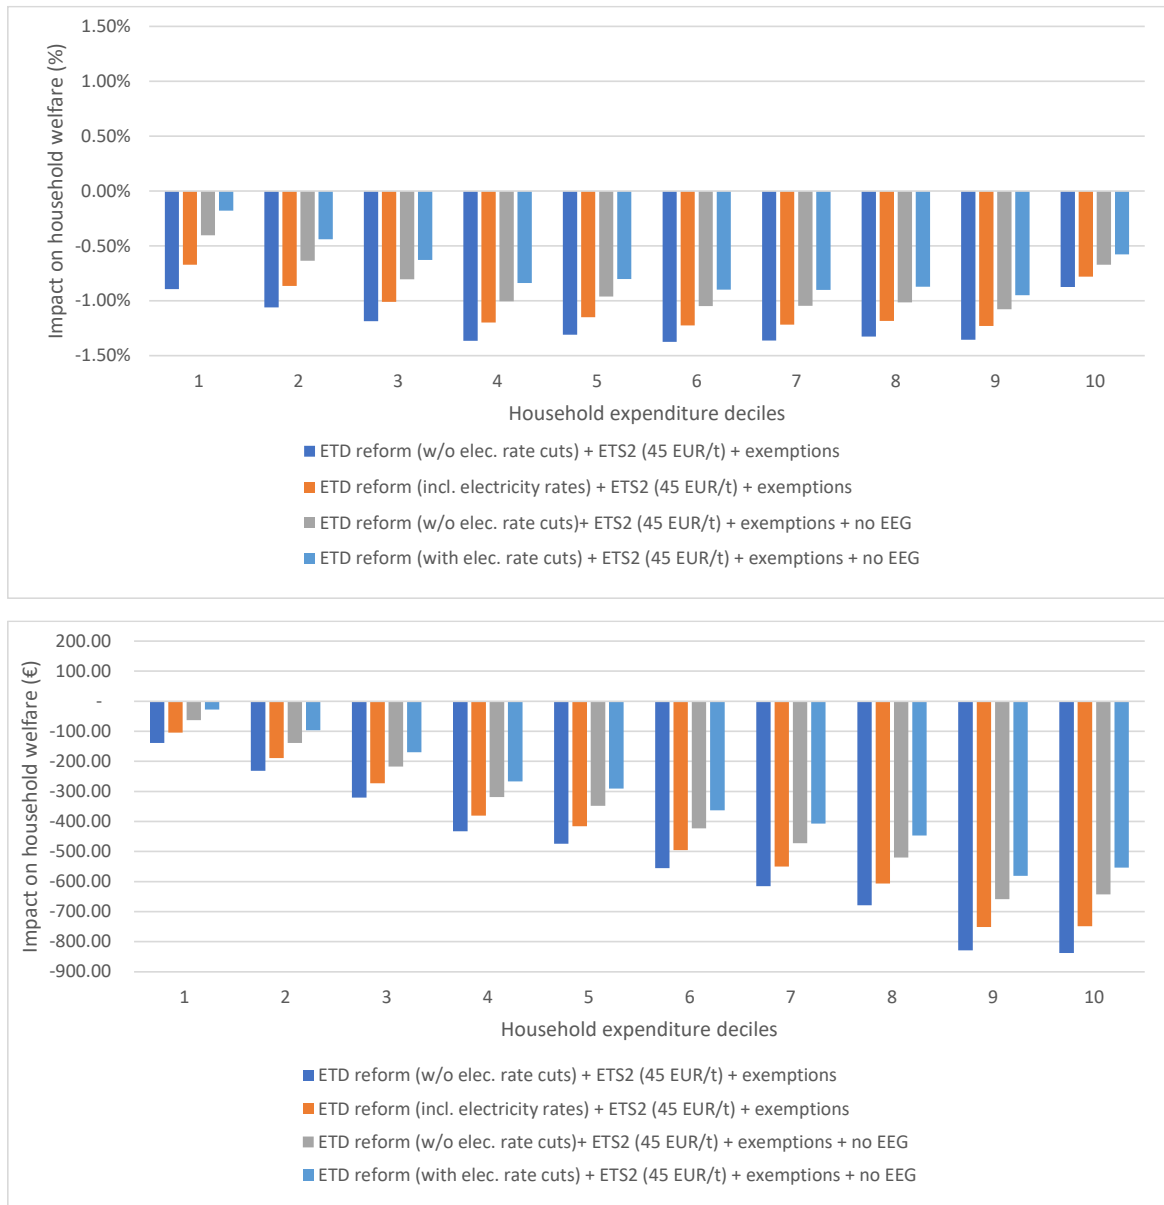 1.50%
1.00%
0.50%
0.00%
-0.50%
-1.00%
-1.50%
Impact on household welfare (%)
1 2 3 4 5 6 7 8 9 10
Household expenditure deciles
ETD reform (w/o elec. rate cuts) + ETS2 (45 EUR/t) + exemptions
ETD reform (incl. electricity rates) + ETS2 (45 EUR/t) + exemptions
ETD reform (w/o elec. rate cuts)+ ETS2 (45 EUR/t) + exemptions + no EEG
ETD reform (with elec. rate cuts) + ETS2 (45 EUR/t) + exemptions + no EEG
200.00
100.00
-
-100.00
-200.00
-300.00
-400.00
-500.00
-600.00
-700.00
-800.00
-900.00
Impact on household welfare (€)
1 2 3 4 5 6 7 8 9 10
Household expenditure deciles
ETD reform (w/o elec. rate cuts) + ETS2 (45 EUR/t) + exemptions
ETD reform (incl. electricity rates) + ETS2 (45 EUR/t) + exemptions
ETD reform (w/o elec. rate cuts)+ ETS2 (45 EUR/t) + exemptions + no EEG
ETD reform (with elec. rate cuts) + ETS2 (45 EUR/t) + exemptions + no EEG